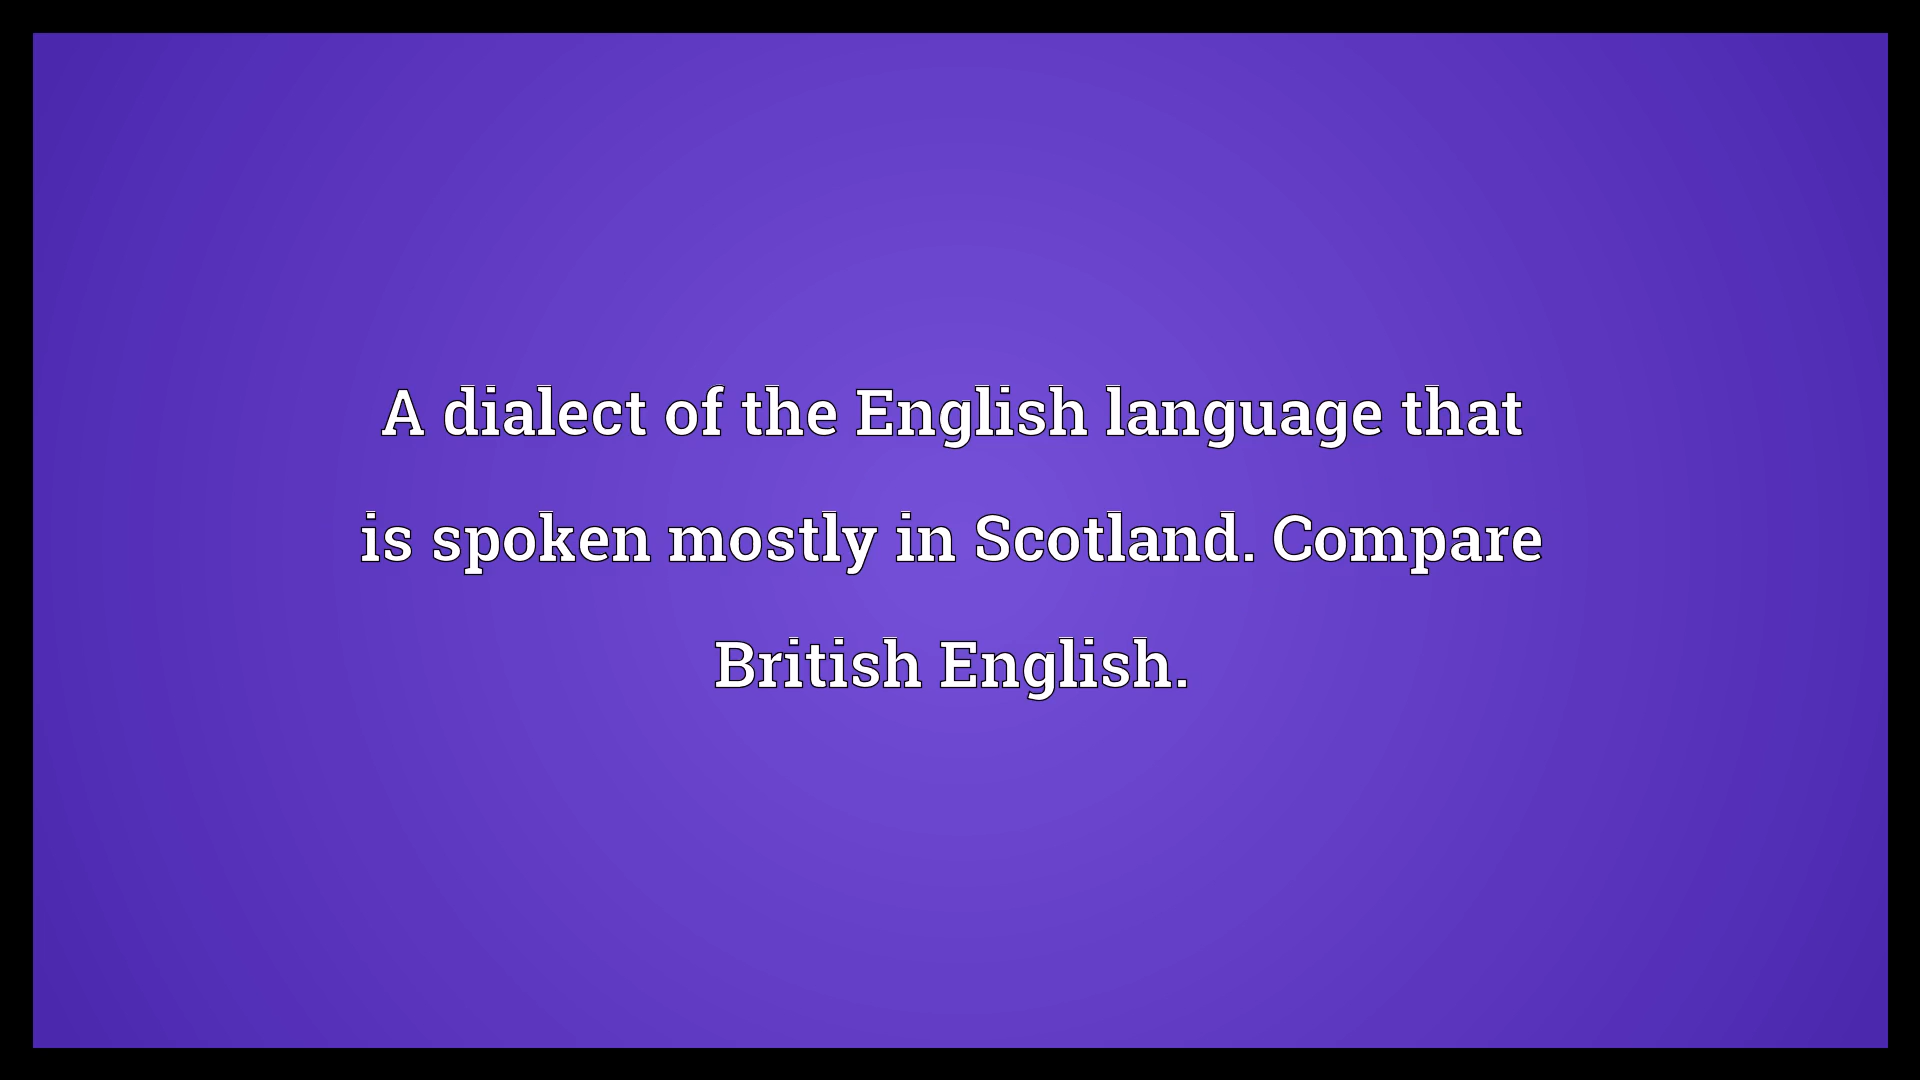 A dialect of the English language that
is spoken mostly in Scotland. Compare
British English.